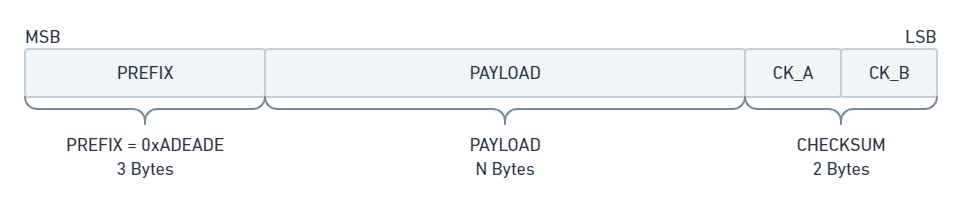 MSB
LSB
PREFIX
PAYLOAD
CK_A
CK_B
PREFIX = 0xADEADE
3 Bytes
PAYLOAD
N Bytes
CHECKSUM
2 Bytes